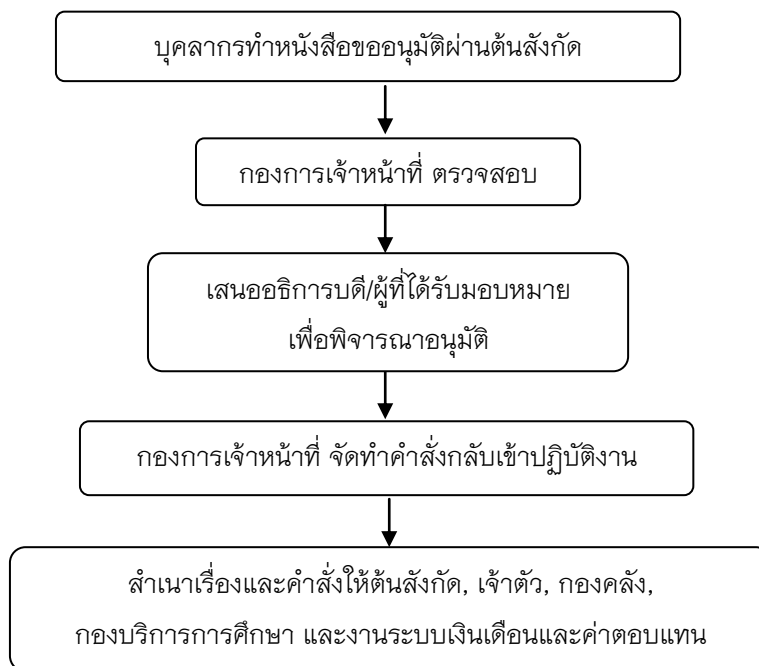 บุคลากรทำหนังสือขออนุมัติผ่านต้นสังกัด
กองการเจ้าหน้าที่ ตรวจสอบ
เสนออธิการบดี/ผู้ที่ได้รับมอบหมาย
เพื่อพิจารณาอนุมัติ
กองการเจ้าหน้าที่ จัดทำคำสั่งกลับเข้าปฏิบัติงาน
สำเนาเรื่องและคำสั่งให้ต้นสังกัด, เจ้าตัว, กองคลัง,
กองบริการการศึกษา และงานระบบเงินเดือนและค่าตอบแทน